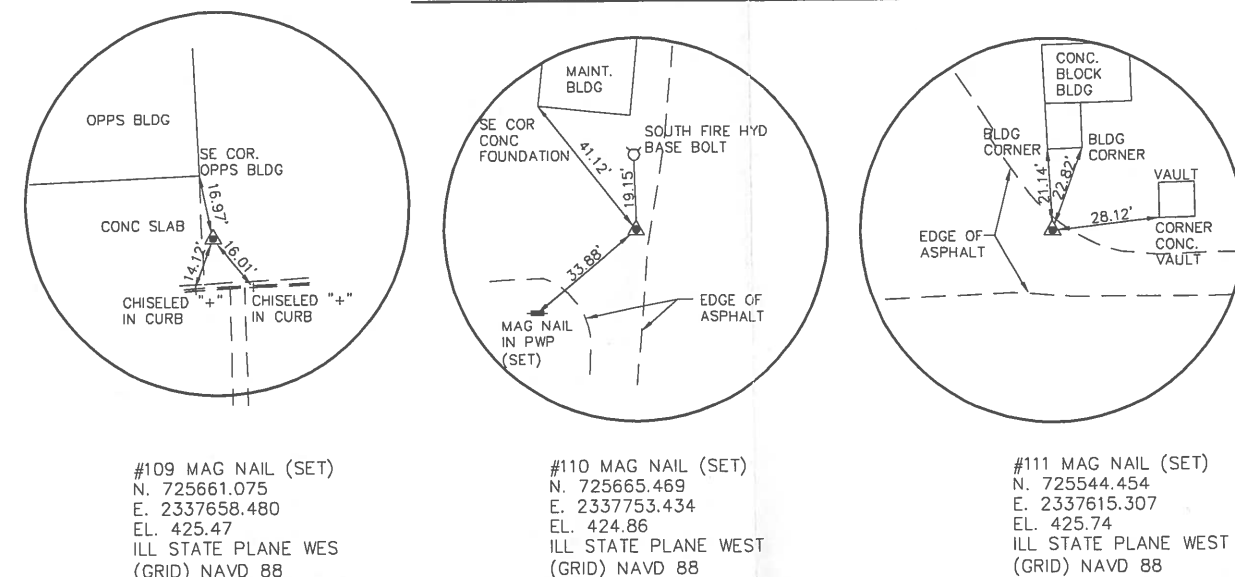 OPPS BLDG
SE COR.
OPPS BLDG
16.97'
CONC SLAB
14.12'
16.01'
CHISELED "+"
IN CURB
CHISELED "+"
IN CURB
#109 MAG NAIL (SET)
N. 725661.075
E. 2337658.480
EL. 425.47
ILL STATE PLANE WES
(GRID) NAVD 88
MAINT.
BLDG
SE COR
CONC
FOUNDATION
SOUTH FIRE HYD
BASE BOLT
41.12'
19.15'
33.88'
MAG NAIL
IN PWP
(SET)
EDGE OF
ASPHALT
#110 MAG NAIL (SET)
N. 725665.469
E. 2337753.434
EL. 424.86
ILL STATE PLANE WEST
(GRID) NAVD 88
CONC.
BLOCK
BLDG
BLDG
CORNER
BLDG
CORNER
21.14'
22.82'
VAULT
28.12'
CORNER
CONC.
VAULT
EDGE OF
ASPHALT
#111 MAG NAIL (SET)
N. 725544.454
E. 2337615.307
EL. 425.74
ILL STATE PLANE WEST
(GRID) NAVD 88